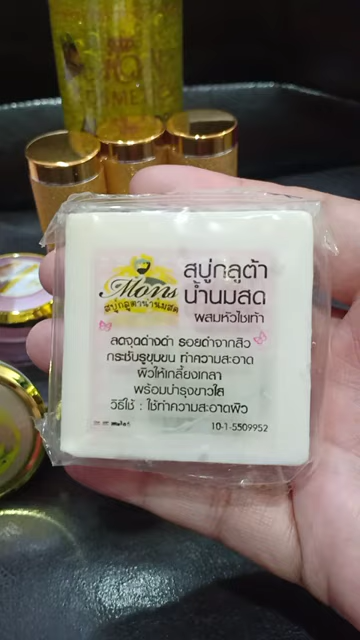 Mons
สบู่กลูตาน้ำนมสด
สบู่กลูต้า
น้ำนมสด
ผสมหัวไชเท้า
ลดจุดด่างดำ รอยดำจากสิว
กระชับรูขุมขน ทำความสะอาด
ผิวให้เกลี้ยงเกลา
พร้อมบำรุงขาวใส
วิธีใช้ : ใช้ทำความสะอาดผิว
10-1-5509952